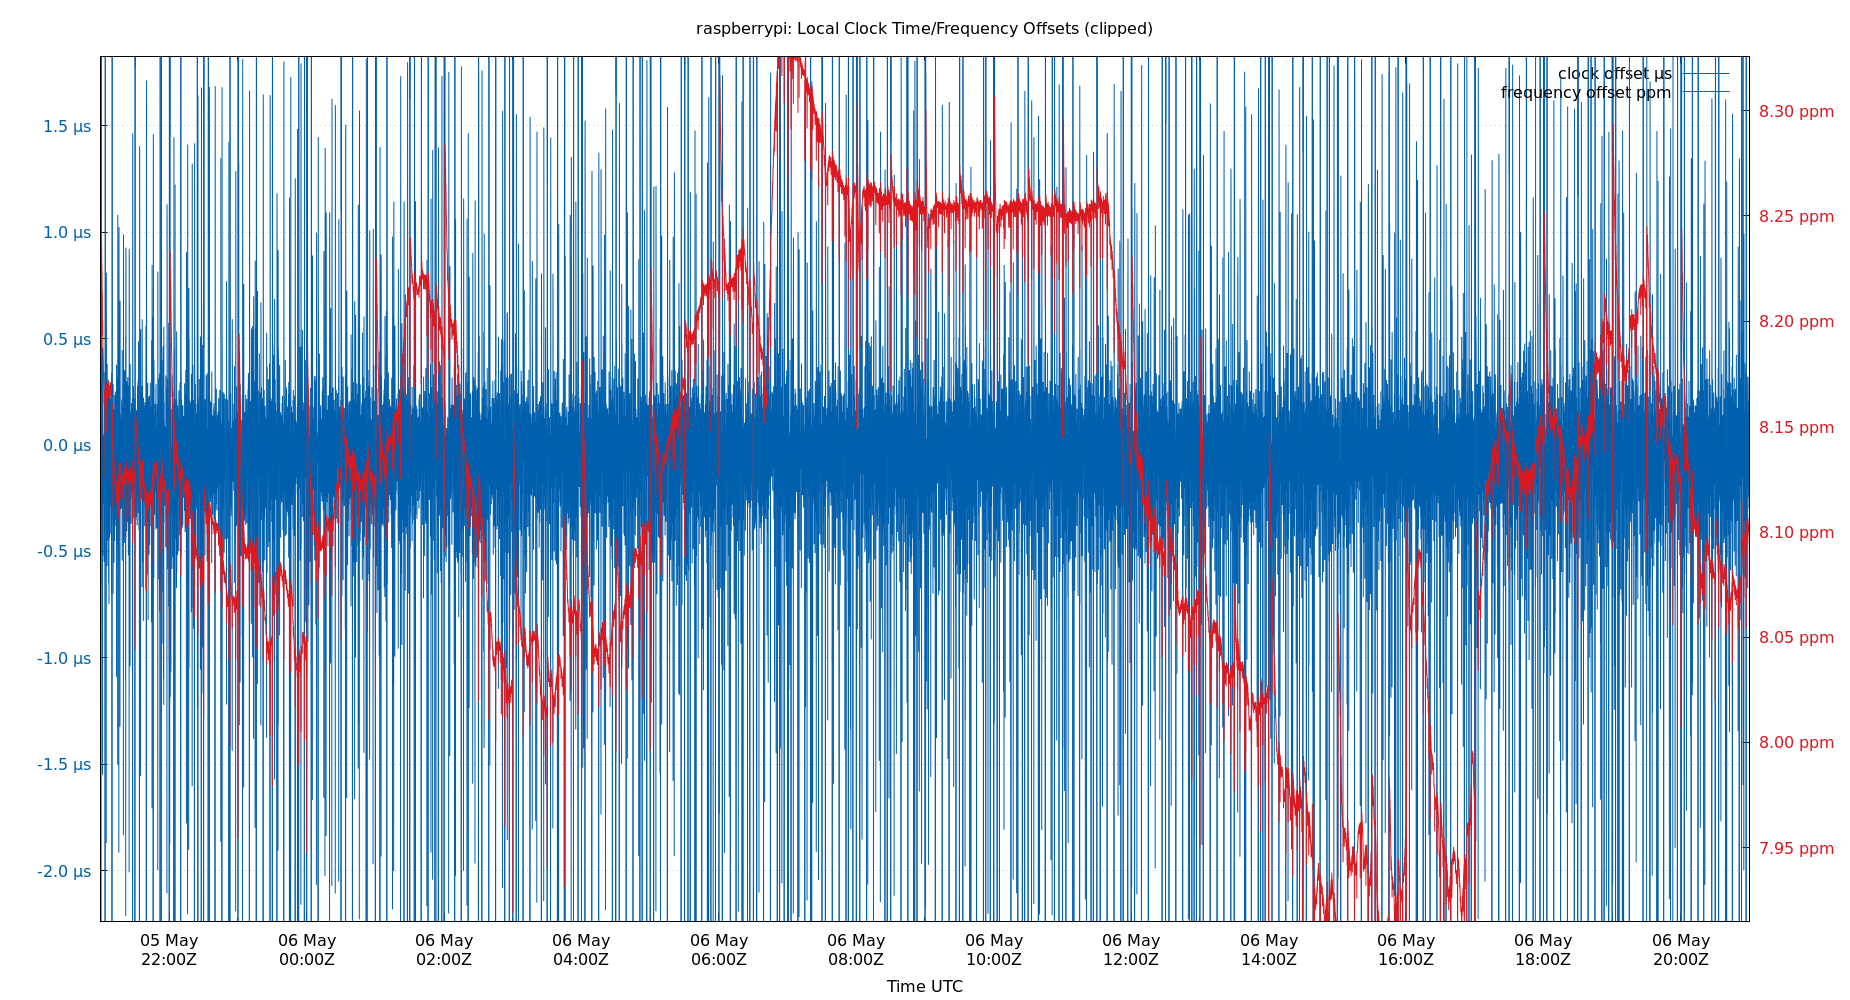 raspberrypi: Local Clock Time/Frequency Offsets (clipped)
clock offset µs
frequency offset ppm
1.5 µs
1.0 µs
0.5 µs
0.0 µs
-0.5 µs
-1.0 µs
-1.5 µs
-2.0 µs
8.30 ppm
8.25 ppm
8.20 ppm
8.15 ppm
8.10 ppm
8.05 ppm
8.00 ppm
7.95 ppm
05 May 06 May 06 May 06 May 06 May 06 May 06 May 06 May 06 May 06 May 06 May 06 May
22:00Z 00:00Z 02:00Z 04:00Z 06:00Z 08:00Z 10:00Z 12:00Z 14:00Z 16:00Z 18:00Z 20:00Z
Time UTC